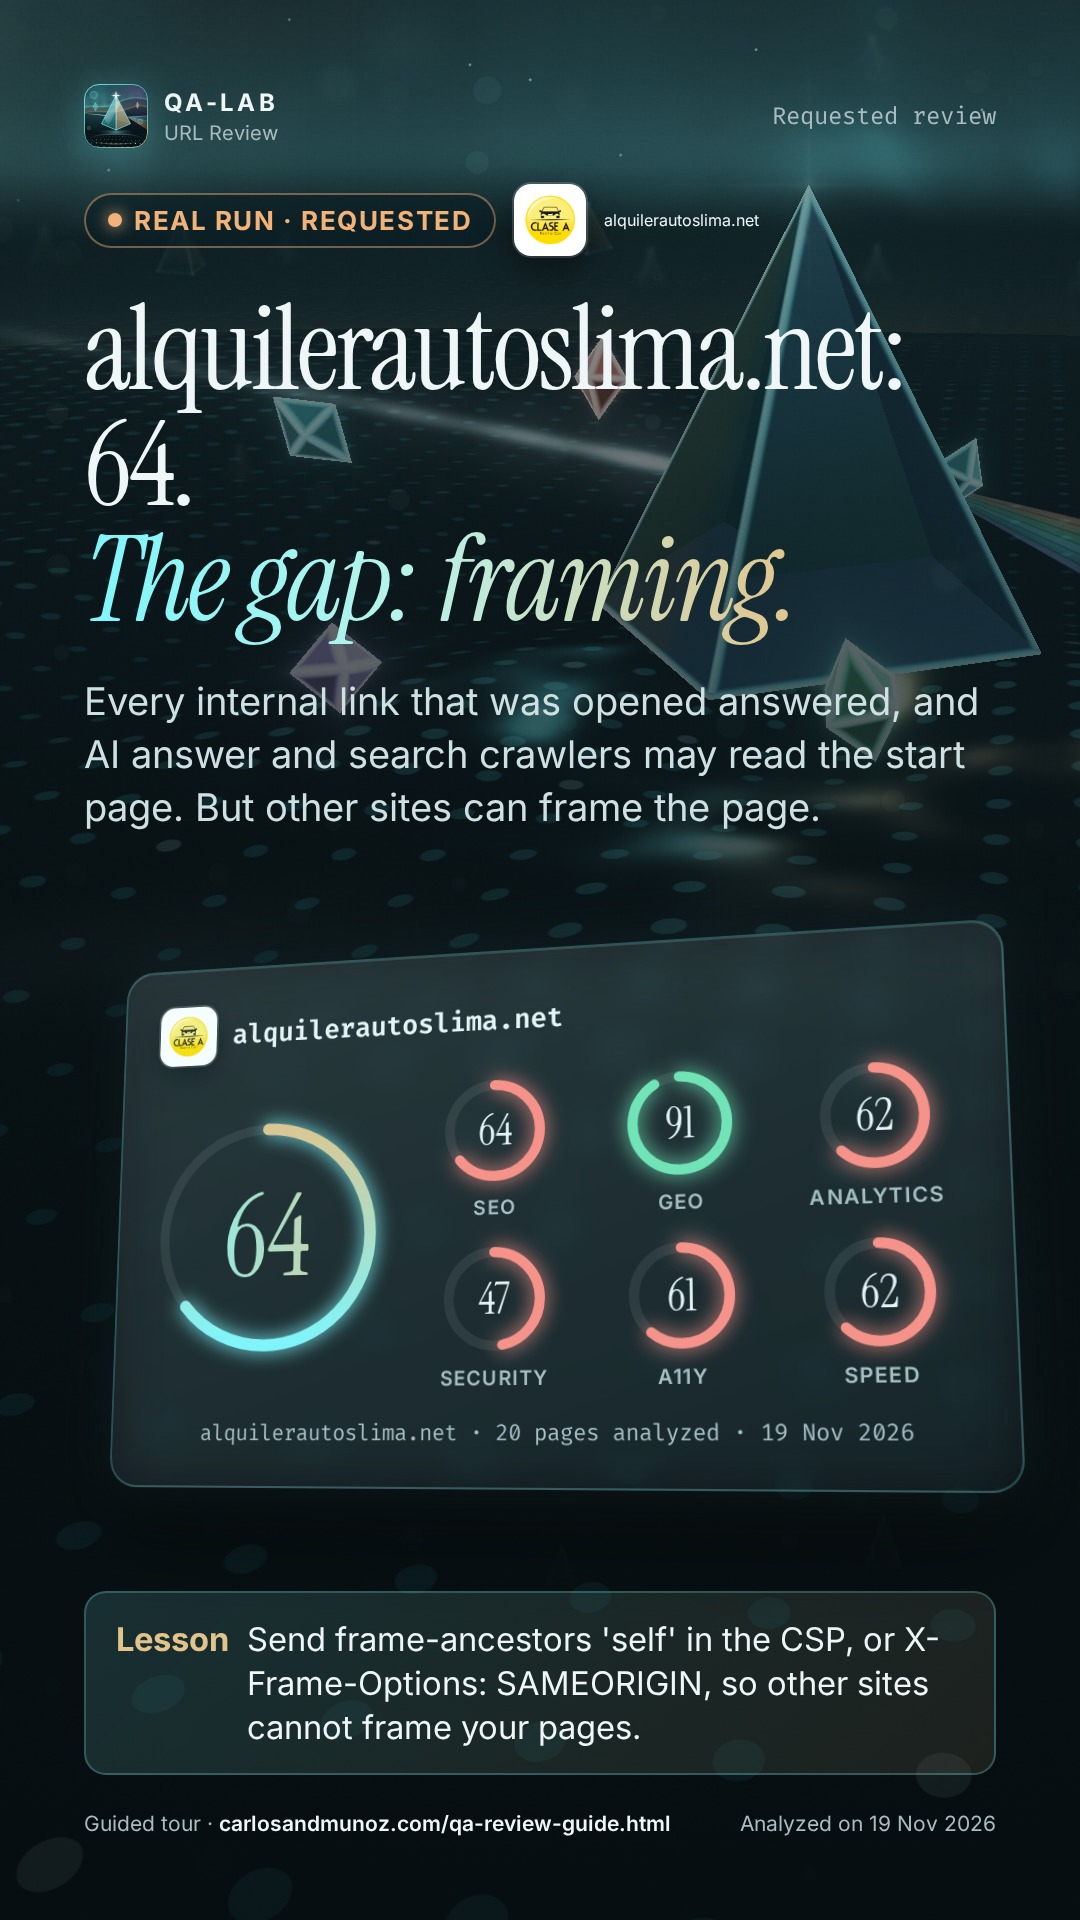 QA-LAB
URL Review
Requested review
REAL RUN · REQUESTED
CLASE A
alquilerautoslima.net
alquilerautoslima.net:
64.
The gap: framing.
Every internal link that was opened answered, and
AI answer and search crawlers may read the start
page. But other sites can frame the page.
CLASE A
alquilerautoslima.net
64
64
SEO
91
GEO
62
ANALYTICS
47
SECURITY
61
A11Y
62
SPEED
alquilerautoslima.net · 20 pages analyzed · 19 Nov 2026
Lesson Send frame-ancestors 'self' in the CSP, or X-
Frame-Options: SAMEORIGIN, so other sites
cannot frame your pages.
Guided tour · carlosandmunoz.com/qa-review-guide.html
Analyzed on 19 Nov 2026